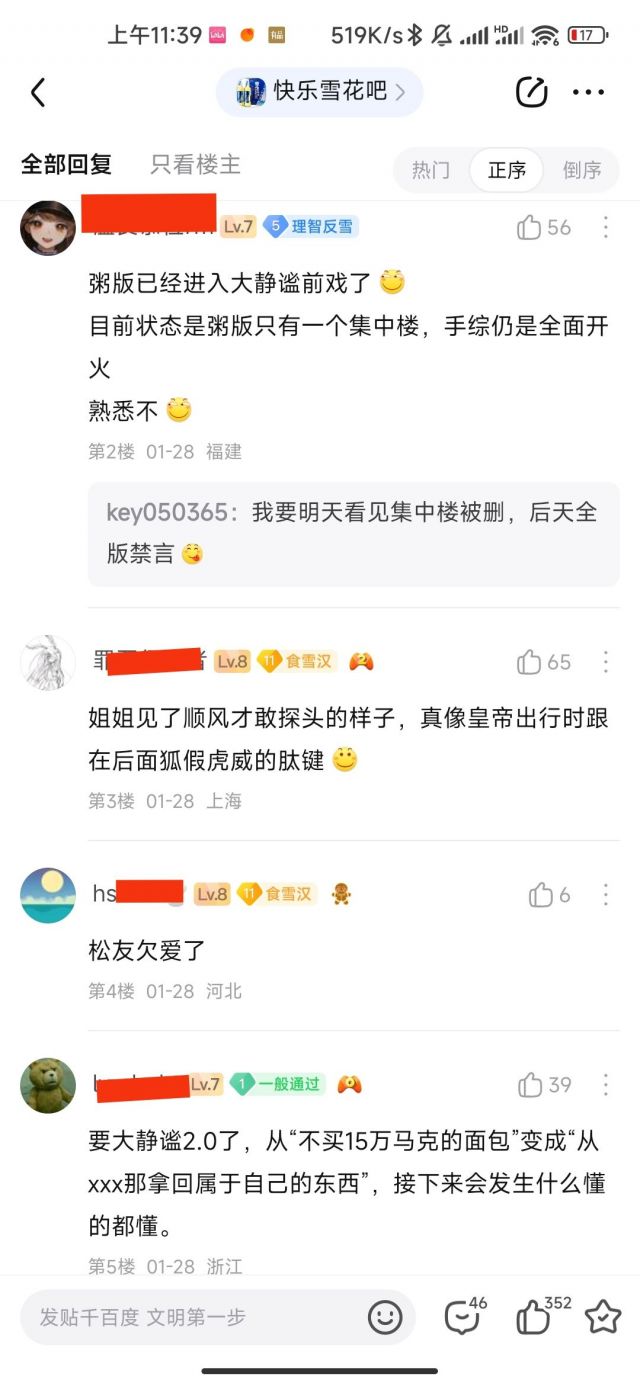 上午11:39
519K/s
HD
6
17
快乐雪花吧
全部回复
只看楼主
热门
正序
倒序
Lv.7
5
理智反雪
56
粥版已经进入大静谧前戏了
目前状态是粥版只有一个集中楼，手综仍是全面开
火
熟悉不
第2楼 01-28 福建
key050365：我要明天看见集中楼被删，后天全
版禁言
罪
者
Lv.8
11
食雪汉
65
姐姐见了顺风才敢探头的样子，真像皇帝出行时跟
在后面狐假虎威的肽键
第3楼 01-28 上海
hs
Lv.8
11
食雪汉
6
松友欠爱了
第4楼 01-28 河北
Lv.7
1
一般通过
39
要大静谧2.0了，从“不买15万马克的面包”变成“从
xxx那拿回属于自己的东西”，接下来会发生什么懂
的都懂。
第5楼 01-28 浙江
发贴千百度 文明第一步
46
352